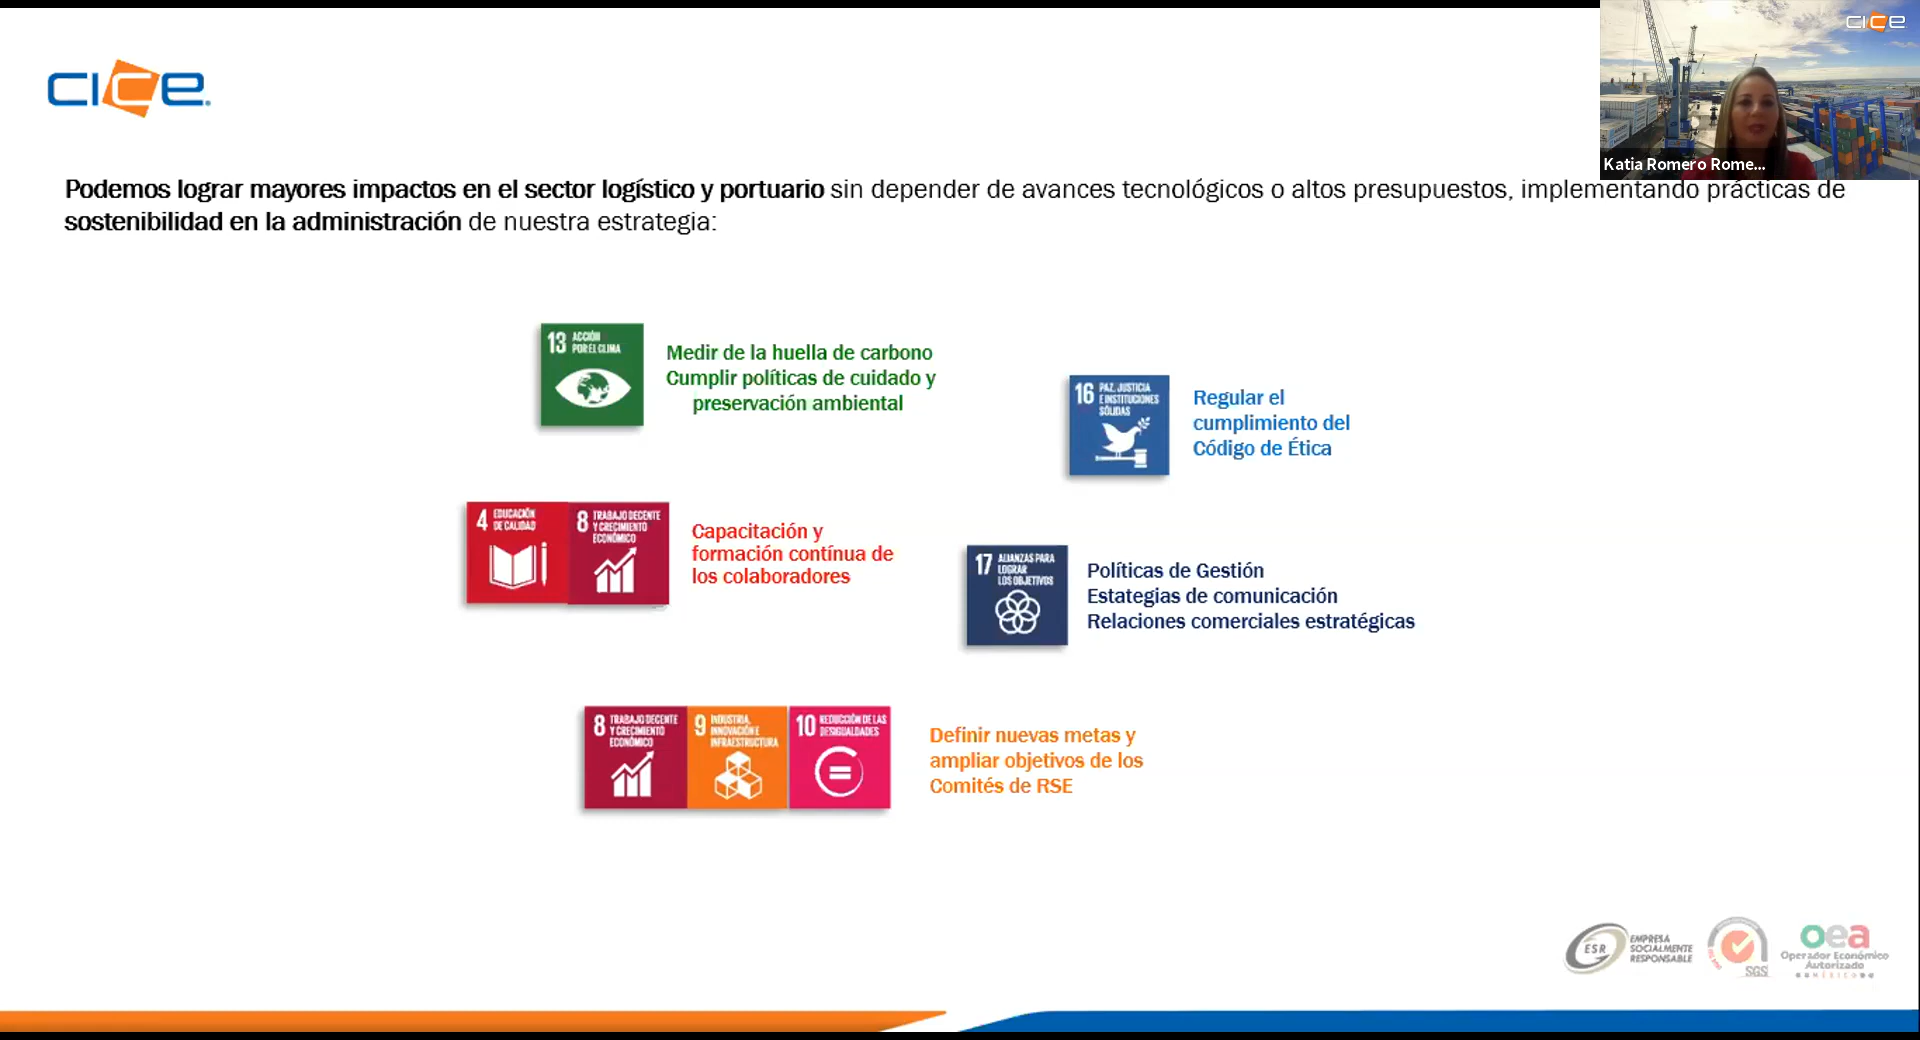 cice
cice.
Katia Romero Rome...
Podemos lograr mayores impactos en el sector logístico y portuario sin depender de avances tecnológicos o altos presupuestos, implementando prácticas de
sostenibilidad en la administración de nuestra estrategia:
13 ACCIÓN
POR EL CLIMA
Medir de la huella de carbono
Cumplir políticas de cuidado y
preservación ambiental
16 PAZ, JUSTICIA
E INSTITUCIONES
SÓLIDAS
Regular el
cumplimiento del
Código de Ética
4 EDUCACIÓN
DE CALIDAD
8 TRABAJO DECENTE
Y CRECIMIENTO
ECONÓMICO
Capacitación y
formación contínua de
los colaboradores
17 ALIANZAS PARA
LOGRAR
LOS OBJETIVOS
Políticas de Gestión
Estategias de comunicación
Relaciones comerciales estratégicas
8 TRABAJO DECENTE
Y CRECIMIENTO
ECONÓMICO
9 INDUSTRIA,
INNOVACIÓN E
INFRAESTRUCTURA
10 REDUCCIÓN DE LAS
DESIGUALDADES
Definir nuevas metas y
ampliar objetivos de los
Comités de RSE
ESR
EMPRESA
SOCIALMENTE
RESPONSABLE
SGS
oea
Operador Económico
Autorizado
MÉXICO